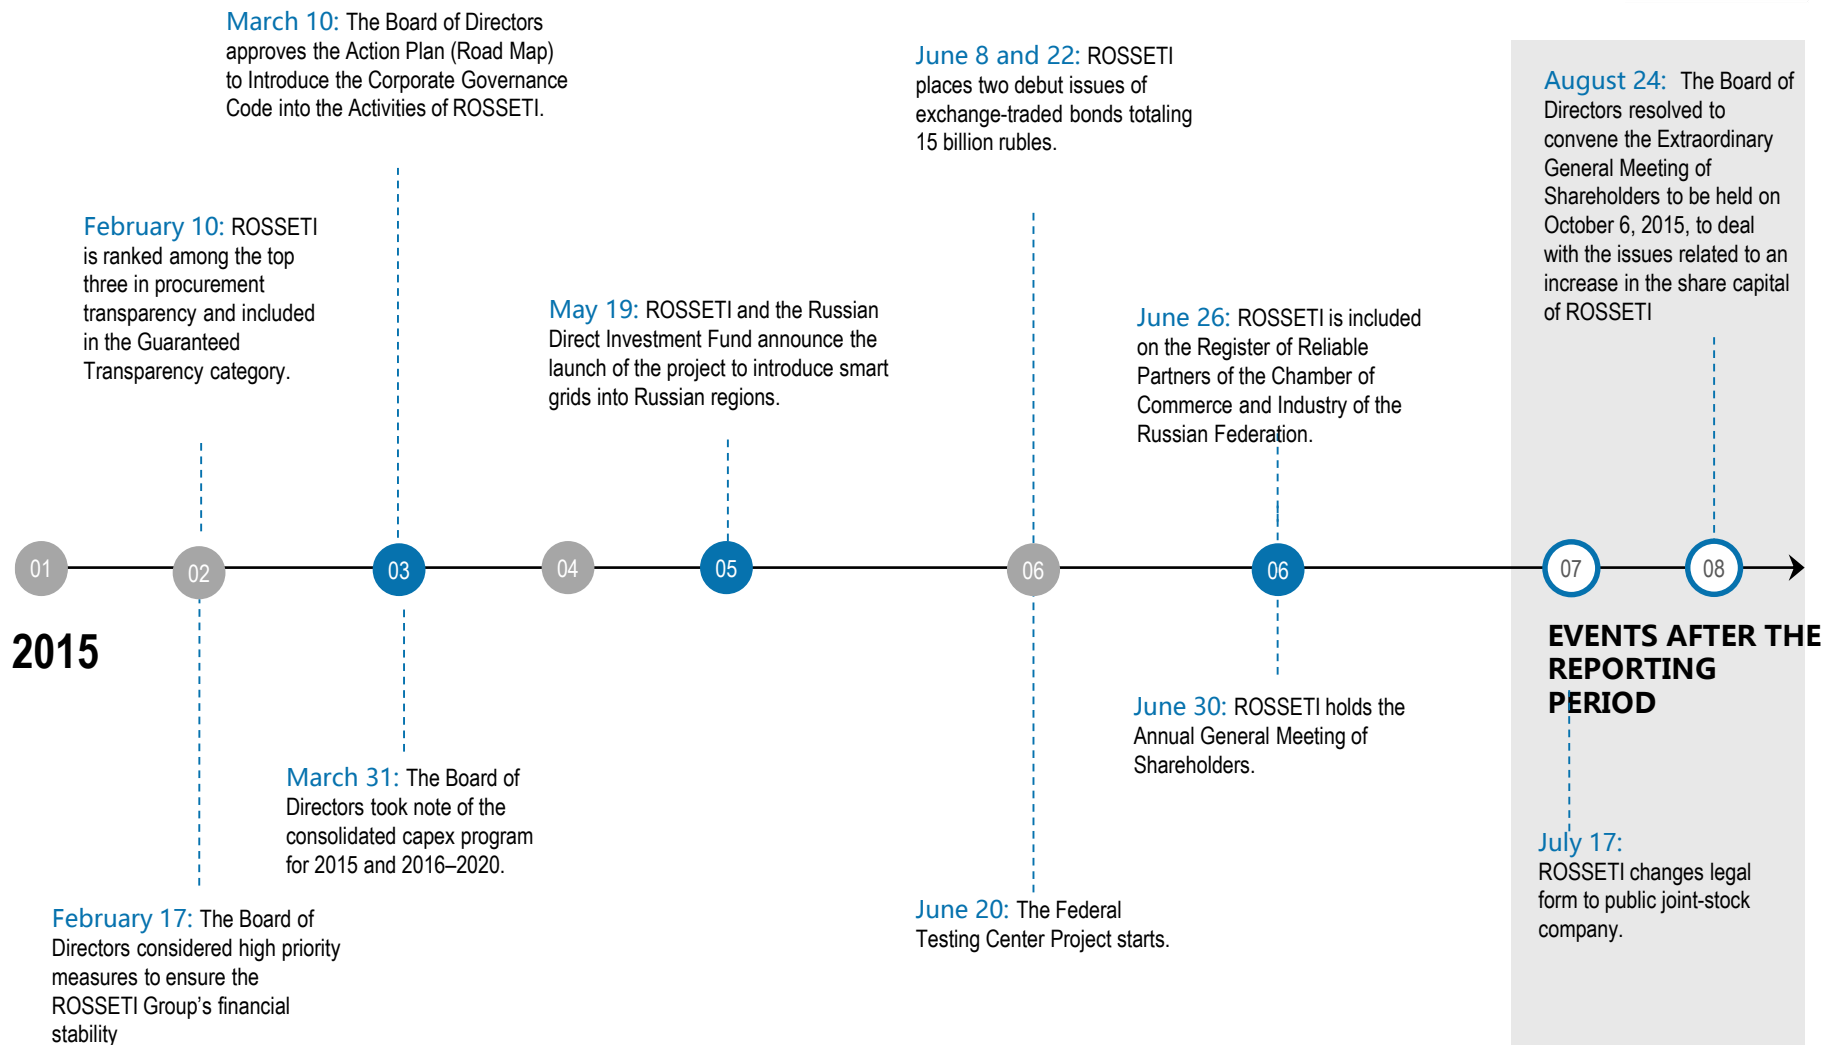 March 10: The Board of Directors
approves the Action Plan (Road Map)
to Introduce the Corporate Governance
Code into the Activities of ROSSETI.
June 8 and 22: ROSSETI
places two debut issues of
exchange-traded bonds totaling
15 billion rubles.
August 24: The Board of
Directors resolved to
convene the Extraordinary
General Meeting of
Shareholders to be held on
October 6, 2015, to deal
with the issues related to an
increase in the share capital
of ROSSETI
February 10: ROSSETI
is ranked among the top
three in procurement
transparency and included
in the Guaranteed
Transparency category.
May 19: ROSSETI and the Russian
Direct Investment Fund announce the
launch of the project to introduce smart
grids into Russian regions.
June 26: ROSSETI is included
on the Register of Reliable
Partners of the Chamber of
Commerce and Industry of the
Russian Federation.
01
02
03
04
05
06
06
07
08
2015
EVENTS AFTER THE
REPORTING
PERIOD
March 31: The Board of
Directors took note of the
consolidated capex program
for 2015 and 2016–2020.
June 30: ROSSETI holds the
Annual General Meeting of
Shareholders.
July 17:
ROSSETI changes legal
form to public joint-stock
company.
February 17: The Board of
Directors considered high priority
measures to ensure the
ROSSETI Group’s financial
stability
June 20: The Federal
Testing Center Project starts.